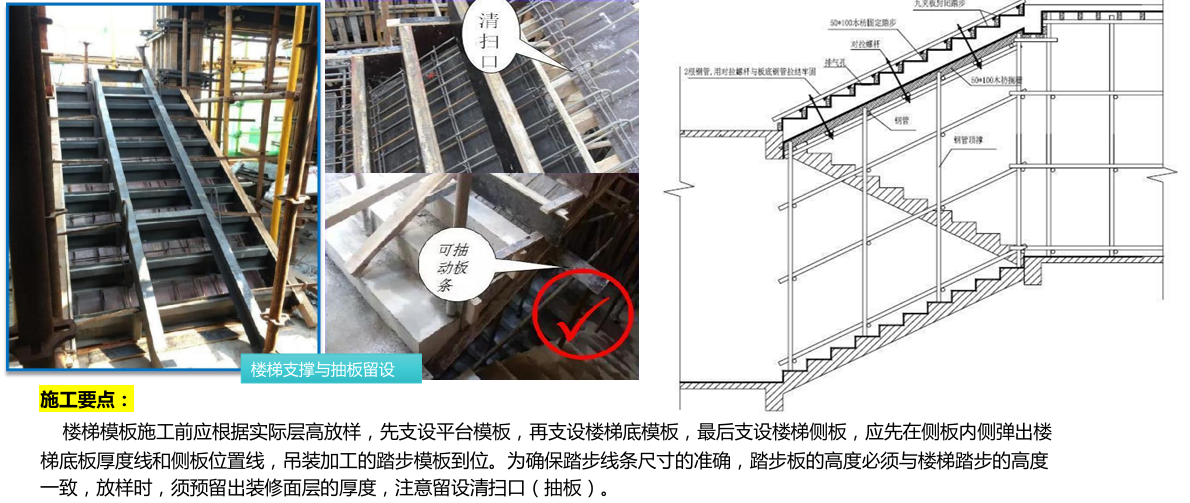 清
扫
口
可抽
动板
条
楼梯支撑与抽板留设
九夹板封闭踏步
50*100木枋固定踏步
对拉螺杆
排气孔
2根钢管,用对拉螺杆与板底钢管拉结牢固
50*100木枋搁栅
钢管
钢管顶撑
施工要点：
楼梯模板施工前应根据实际层高放样，先支设平台模板，再支设楼梯底模板，最后支设楼梯侧板，应先在侧板内侧弹出楼
梯底板厚度线和侧板位置线，吊装加工的踏步模板到位。为确保踏步线条尺寸的准确，踏步板的高度必须与楼梯踏步的高度
一致，放样时，须预留出装修面层的厚度，注意留设清扫口（抽板）。